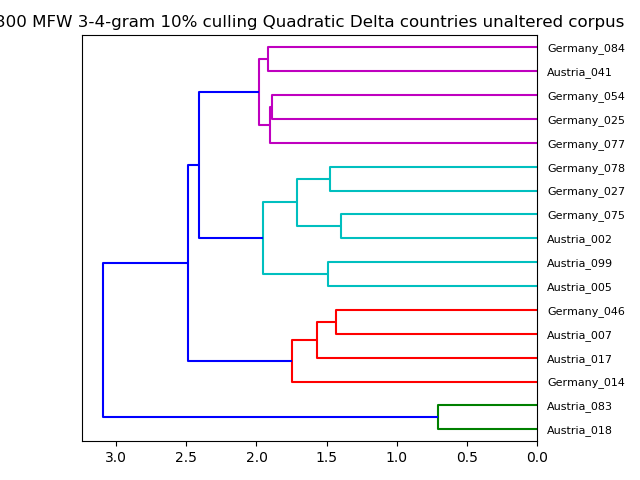 300 MFW 3-4-gram 10% culling Quadratic Delta countries unaltered corpus
Germany_084
Austria_041
Germany_054
Germany_025
Germany_077
Germany_078
Germany_027
Germany_075
Austria_002
Austria_099
Austria_005
Germany_046
Austria_007
Austria_017
Germany_014
Austria_083
Austria_018
3.0 2.5 2.0 1.5 1.0 0.5 0.0